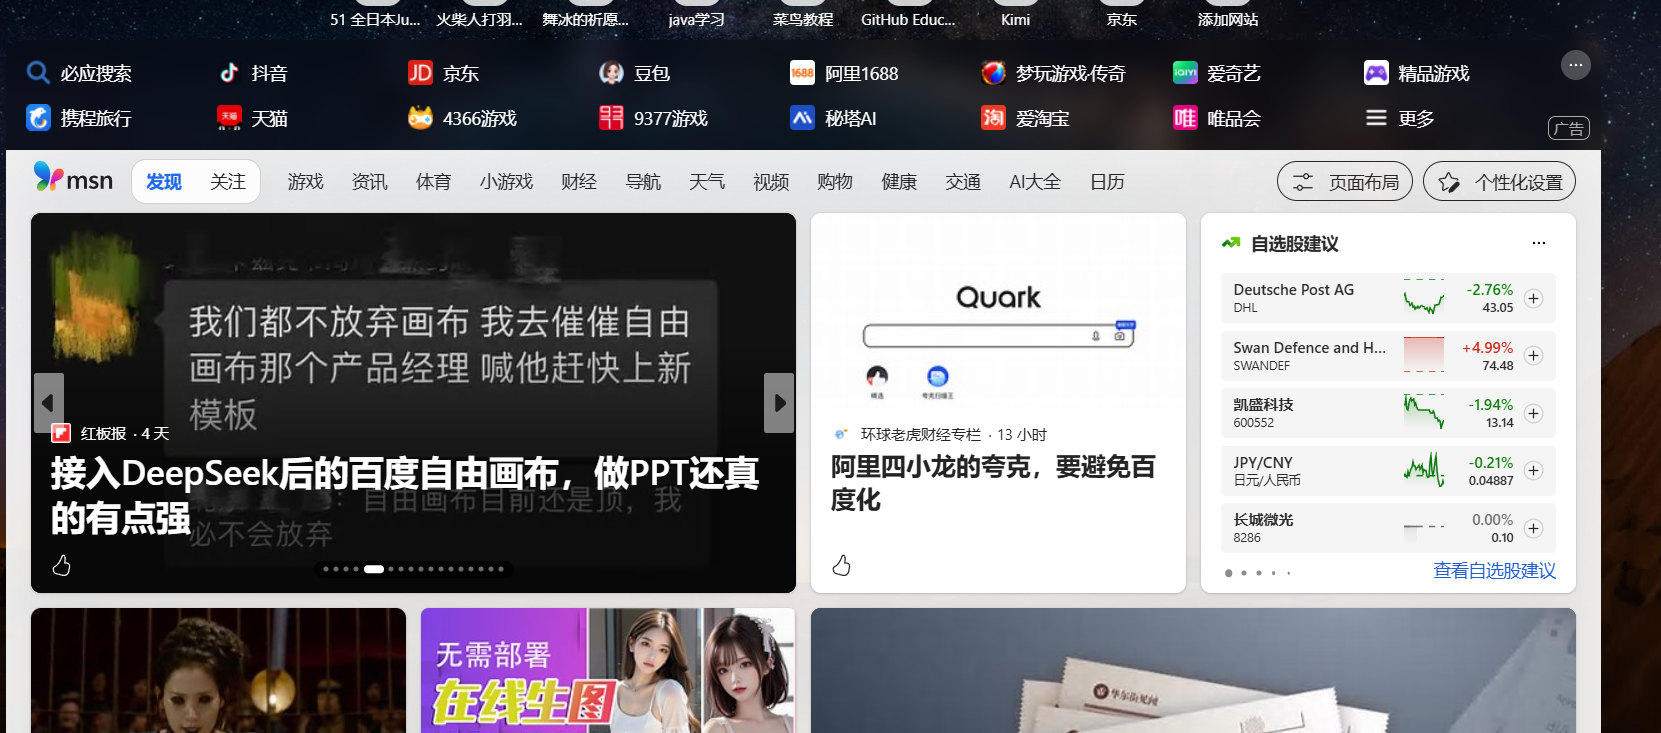 51 全日本Ju...
火柴人打羽...
舞冰的祈愿...
java学习
菜鸟教程
GitHub Educ...
Kimi
京东
添加网站
必应搜索
抖音
JD 京东
豆包
1688 阿里1688
梦玩游戏·传奇
iQIYI 爱奇艺
精品游戏
携程旅行
天猫 天猫
4366游戏
9377游戏
秘塔AI
淘 爱淘宝
唯 唯品会
更多
广告
msn
发现
关注
游戏
资讯
体育
小游戏
财经
导航
天气
视频
购物
健康
交通
AI大全
日历
页面布局
个性化设置
我们都不放弃画布 我去催催自由
画布那个产品经理 喊他赶快上新
模板
红板报 · 4 天
接入DeepSeek后的百度自由画布，做PPT还真
的有点强
：自由画布目前还是顶，我
必不会放弃
Quark
环球老虎财经专栏 · 13 小时
阿里四小龙的夸克，要避免百
度化
自选股建议
Deutsche Post AG
DHL
-2.76%
43.05
Swan Defence and H...
SWANDEF
+4.99%
74.48
凯盛科技
600552
-1.94%
13.14
JPY/CNY
日元/人民币
-0.21%
0.04887
长城微光
8286
0.00%
0.10
查看自选股建议
无需部署
在线生图
华尔街见闻